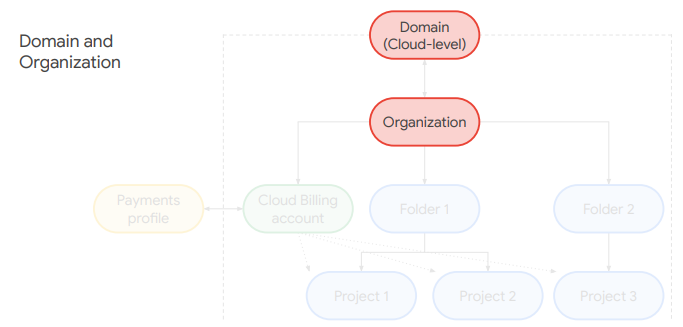 Domain and
Organization
Domain
(Cloud-level)
Organization
Payments
profile
Cloud Billing
account
Folder 1
Folder 2
Project 1
Project 2
Project 3